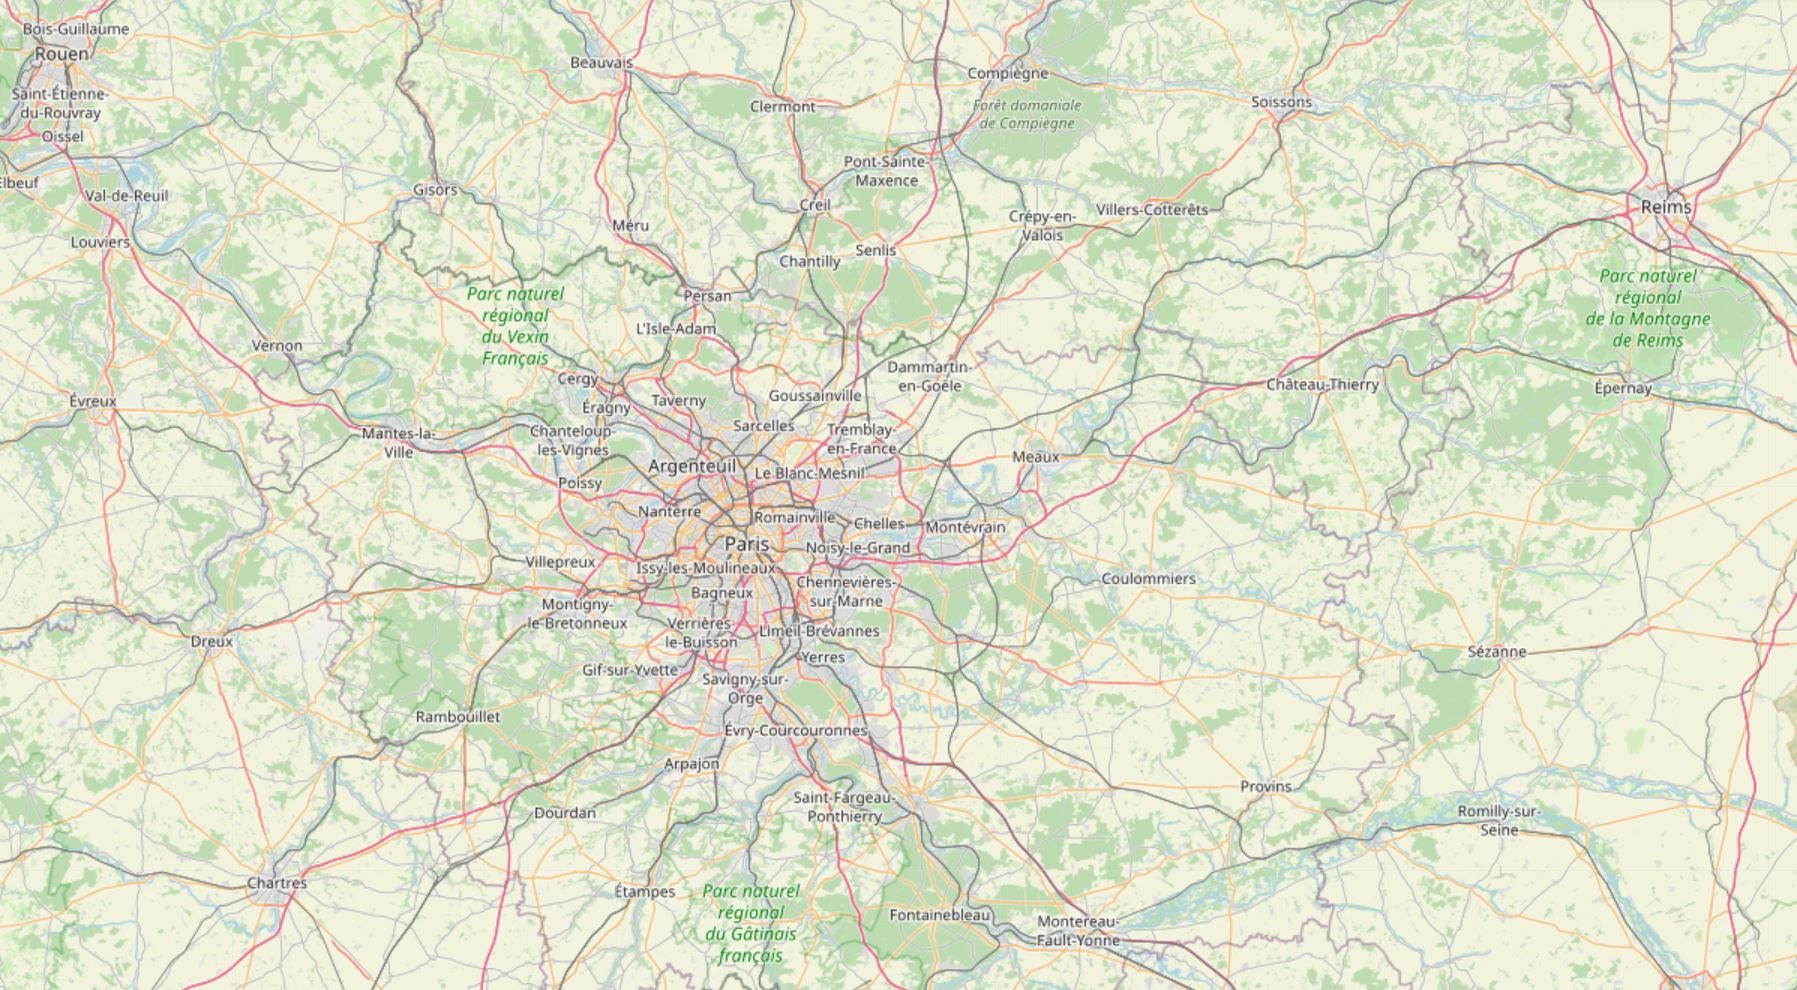 Bois-Guillaume
Rouen
Saint-Étienne-
du-Rouvray
Oissel
Elbeuf
Val-de-Reuil
Louviers
Gisors
Beauvais
Clermont
Compiègne
Forêt domaniale
de Compiègne
Soissons
Pont-Sainte-
Maxence
Creil
Méru
Crépy-en-
Valois
Villers-Cotterêts
Reims
Senlis
Chantilly
Persan
Parc naturel
régional
du Vexin
Français
Parc naturel
régional
de la Montagne
de Reims
L'Isle-Adam
Vernon
Cergy
Dammartin-
en-Goële
Château-Thierry
Épernay
Évreux
Éragny
Taverny
Goussainville
Mantes-la-
Ville
Chanteloup-
les-Vignes
Sarcelles
Tremblay-
en-France
Meaux
Argenteuil
Le Blanc-Mesnil
Poissy
Nanterre
Romainville
Chelles
Montévrain
Paris
Noisy-le-Grand
Villepreux
Issy-les-Moulineaux
Coulommiers
Chennevières-
sur-Marne
Bagneux
Montigny-
le-Bretonneux
Verrières-
le-Buisson
Limeil-Brévannes
Dreux
Sézanne
Yerres
Gif-sur-Yvette
Savigny-sur-
Orge
Rambouillet
Évry-Courcouronnes
Arpajon
Provins
Saint-Fargeau-
Ponthierry
Dourdan
Romilly-sur-
Seine
Chartres
Étampes
Parc naturel
régional
du Gâtinais
français
Fontainebleau
Montereau-
Fault-Yonne